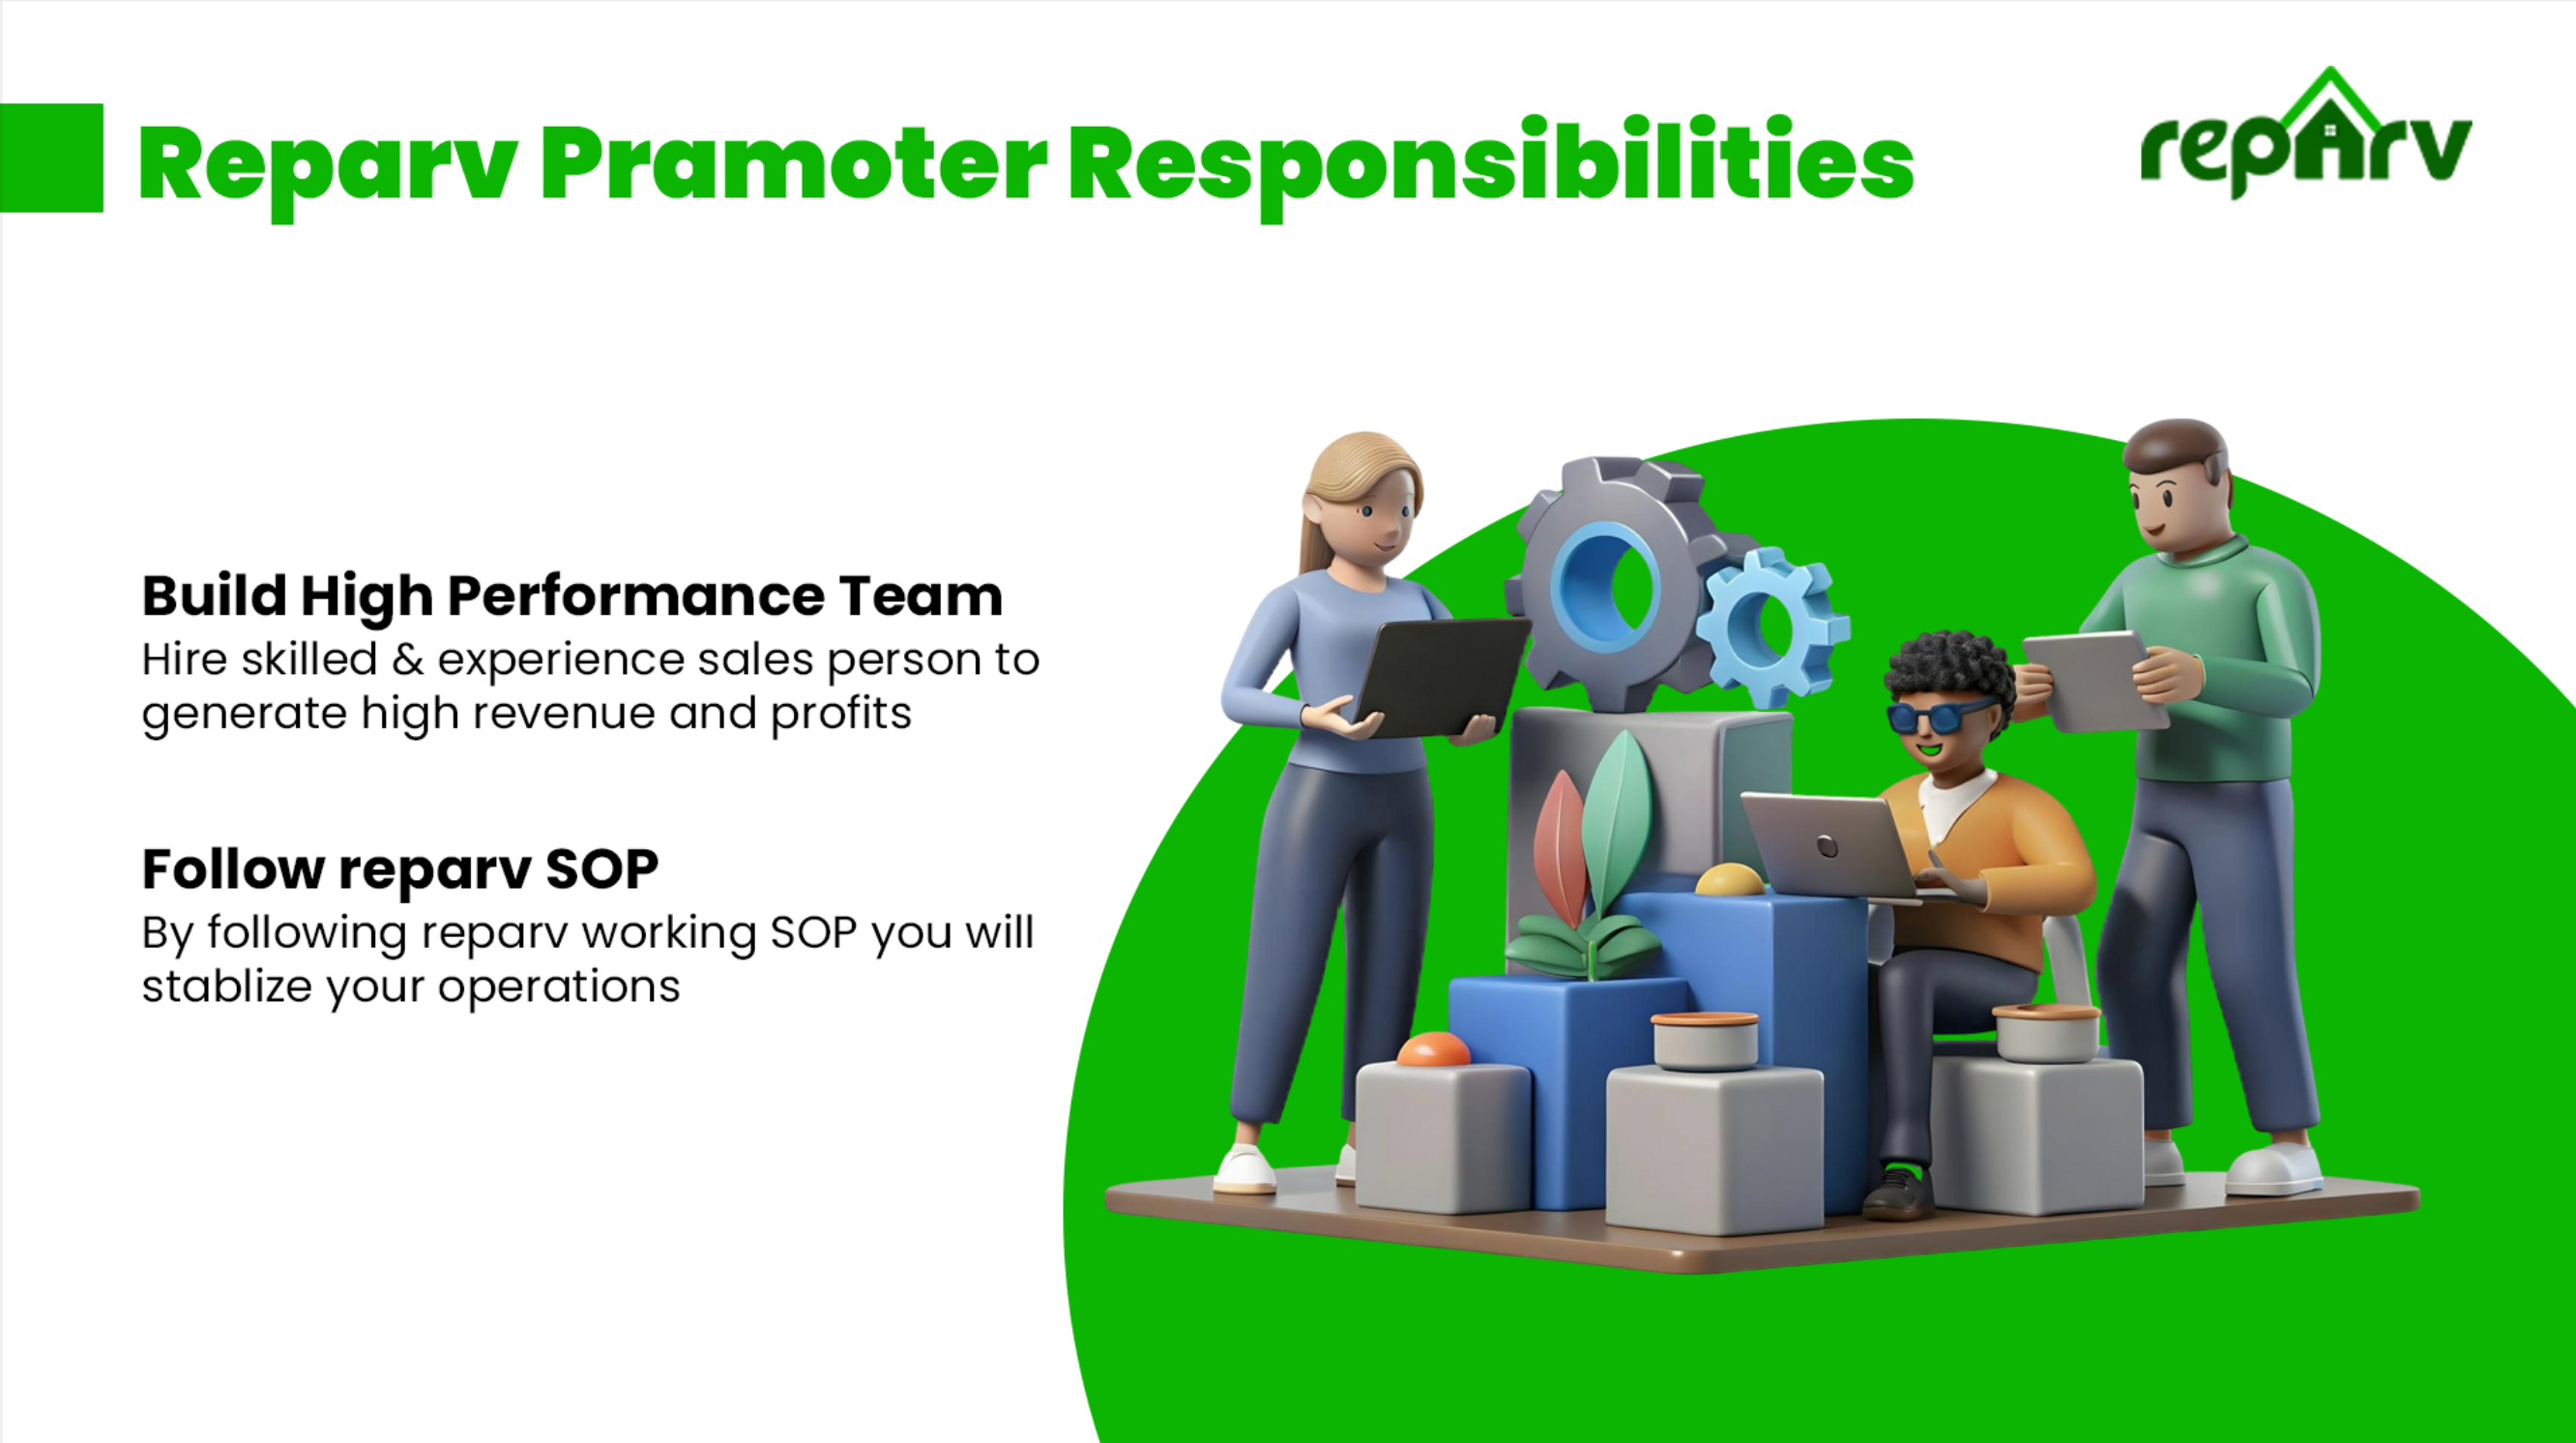 Reparv Pramoter Responsibilities
reparv
Build High Performance Team
Hire skilled & experience sales person to
generate high revenue and profits
Follow reparv SOP
By following reparv working SOP you will
stablize your operations